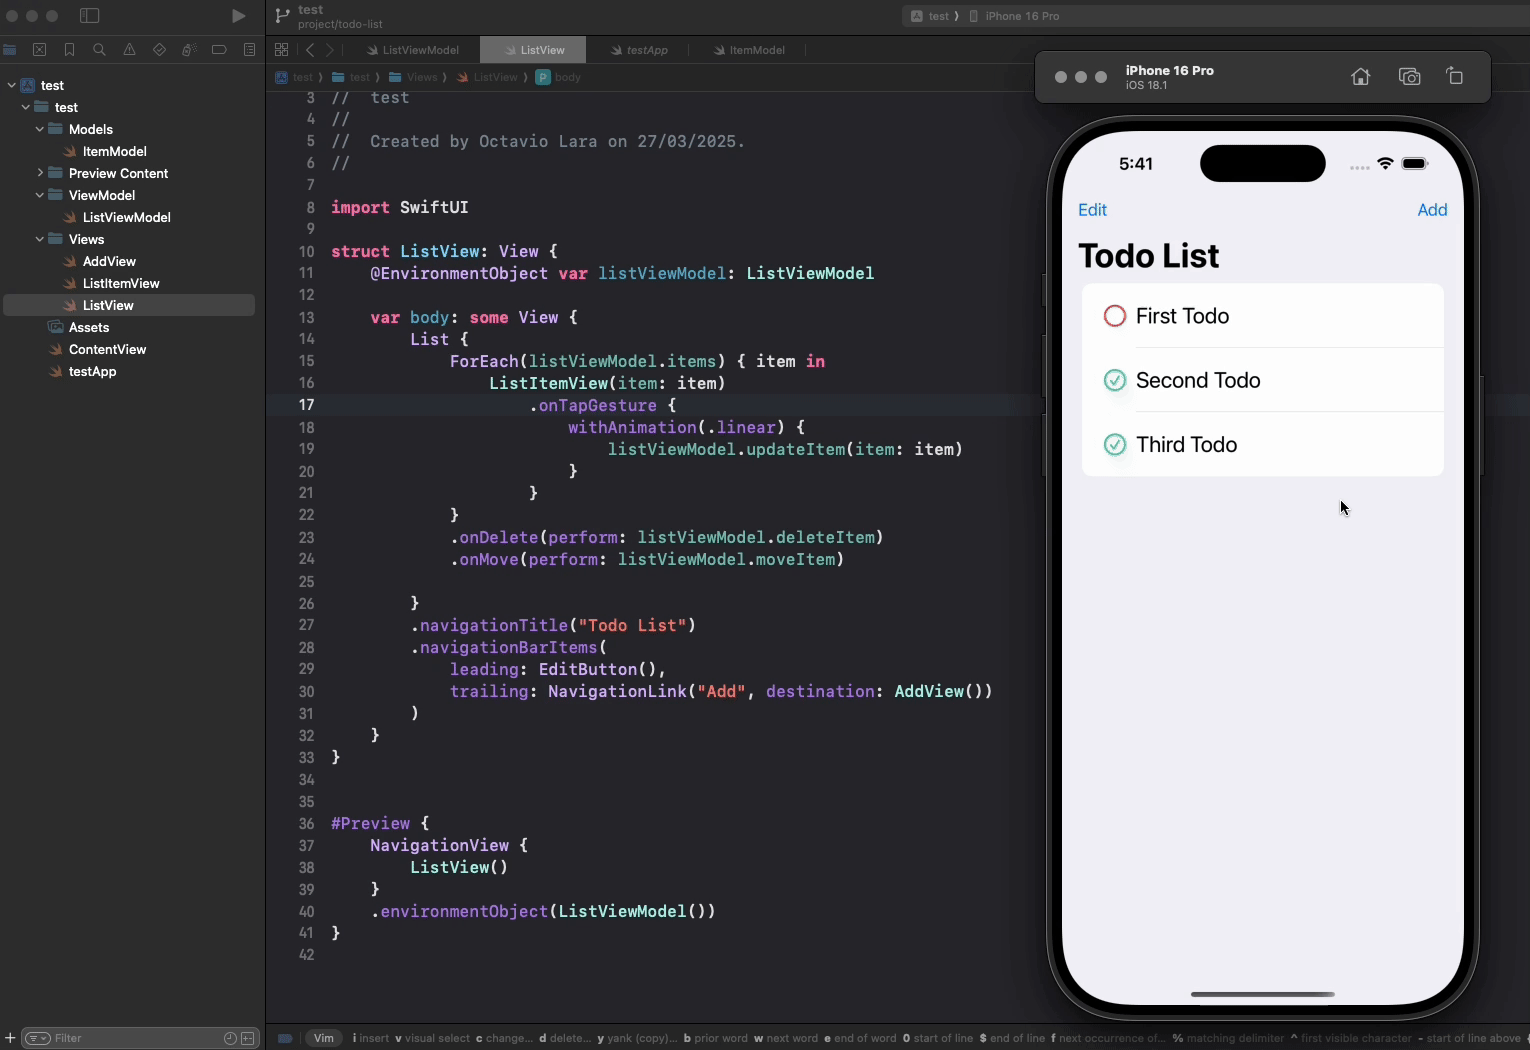 test
project/todo-list
test ⟩ iPhone 16 Pro
ListViewModel
ListView
testApp
ItemModel
test ⟩ test ⟩ Views ⟩ ListView ⟩ P body
test
test
Models
ItemModel
Preview Content
ViewModel
ListViewModel
Views
AddView
ListItemView
ListView
Assets
ContentView
testApp
3 //  test
4 //
5 //  Created by Octavio Lara on 27/03/2025.
6 //
7
8 import SwiftUI
9
10 struct ListView: View {
11     @EnvironmentObject var listViewModel: ListViewModel
12
13     var body: some View {
14         List {
15             ForEach(listViewModel.items) { item in
16                 ListItemView(item: item)
17                     .onTapGesture {
18                         withAnimation(.linear) {
19                             listViewModel.updateItem(item: item)
20                         }
21                     }
22             }
23             .onDelete(perform: listViewModel.deleteItem)
24             .onMove(perform: listViewModel.moveItem)
25
26         }
27         .navigationTitle("Todo List")
28         .navigationBarItems(
29             leading: EditButton(),
30             trailing: NavigationLink("Add", destination: AddView())
31         )
32     }
33 }
34
35
36 #Preview {
37     NavigationView {
38         ListView()
39     }
40     .environmentObject(ListViewModel())
41 }
42
iPhone 16 Pro
iOS 18.1
5:41
Edit Add
Todo List
First Todo
Second Todo
Third Todo
Filter
Vim i insert v visual select c change... d delete... y yank (copy)... b prior word w next word e end of word 0 start of line $ end of line f next occurrence of... % matching delimiter ^ first visible character - start of line above